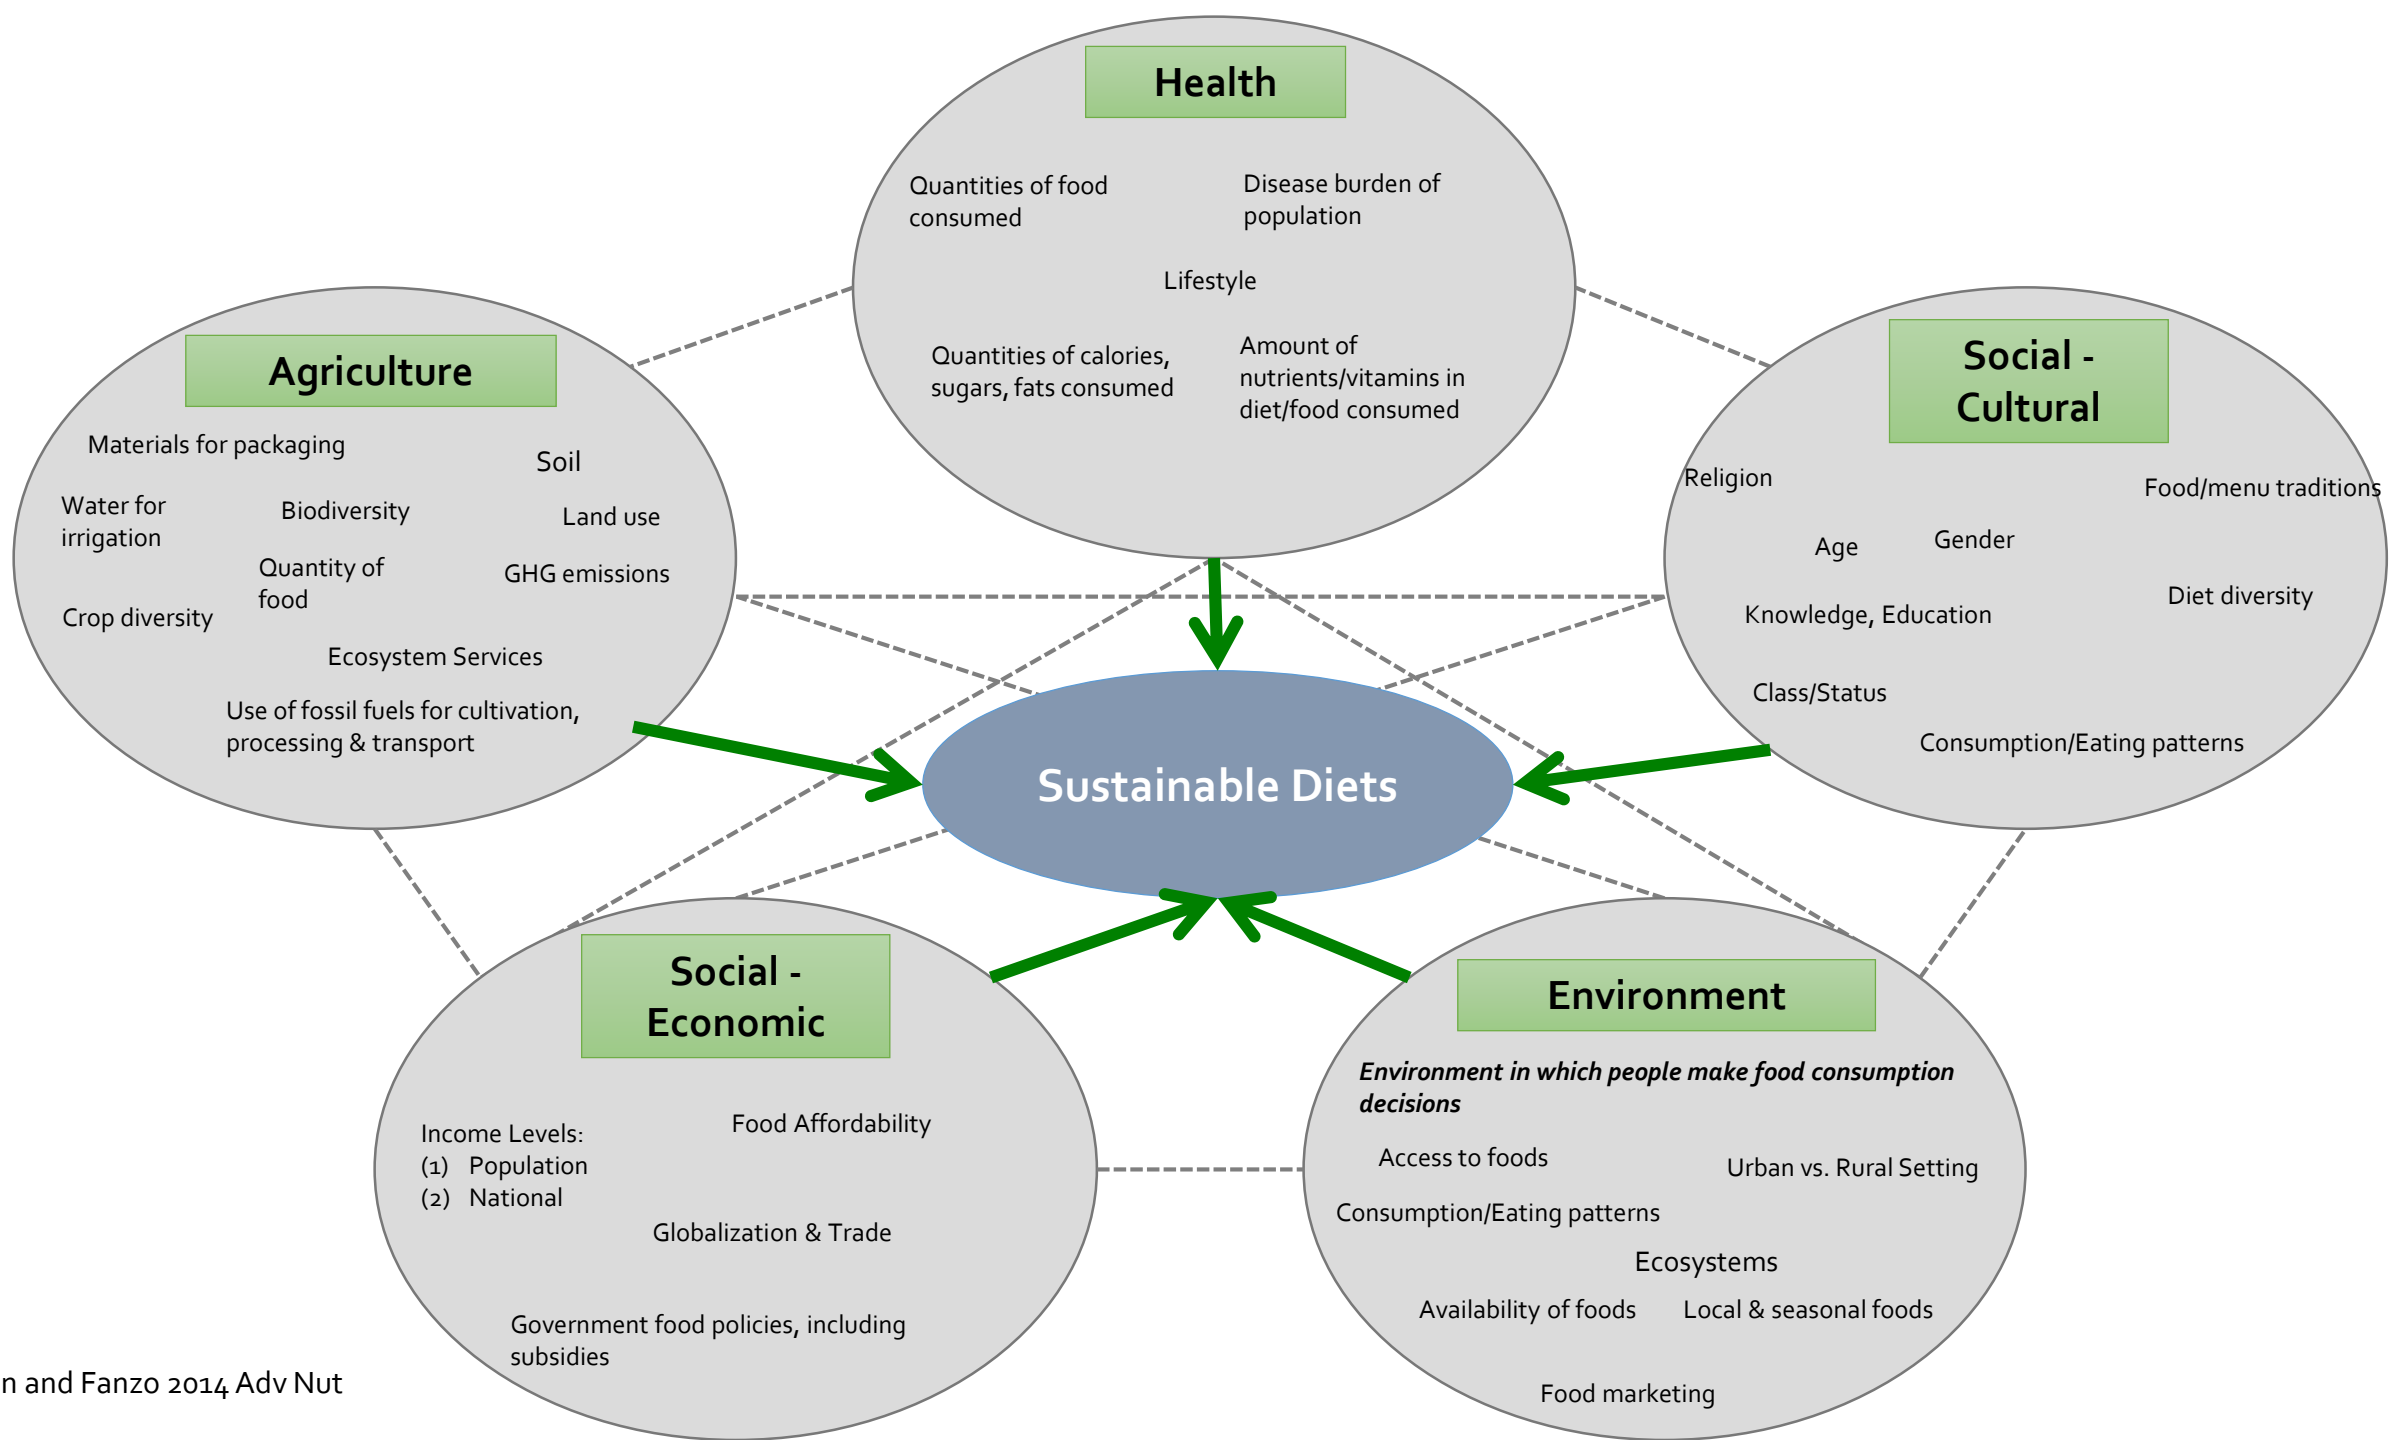 Health
Quantities of food
consumed
Disease burden of
population
Lifestyle
Quantities of calories,
sugars, fats consumed
Amount of
nutrients/vitamins in
diet/food consumed
Agriculture
Materials for packaging
Soil
Water for
irrigation
Biodiversity
Land use
Quantity of
food
GHG emissions
Crop diversity
Ecosystem Services
Use of fossil fuels for cultivation,
processing & transport
Social -
Cultural
Religion
Food/menu traditions
Age
Gender
Diet diversity
Knowledge, Education
Class/Status
Consumption/Eating patterns
Sustainable Diets
Social -
Economic
Income Levels:
(1) Population
(2) National
Food Affordability
Globalization & Trade
Government food policies, including
subsidies
Environment
Environment in which people make food consumption
decisions
Access to foods
Urban vs. Rural Setting
Consumption/Eating patterns
Ecosystems
Availability of foods
Local & seasonal foods
Food marketing
n and Fanzo 2014 Adv Nut